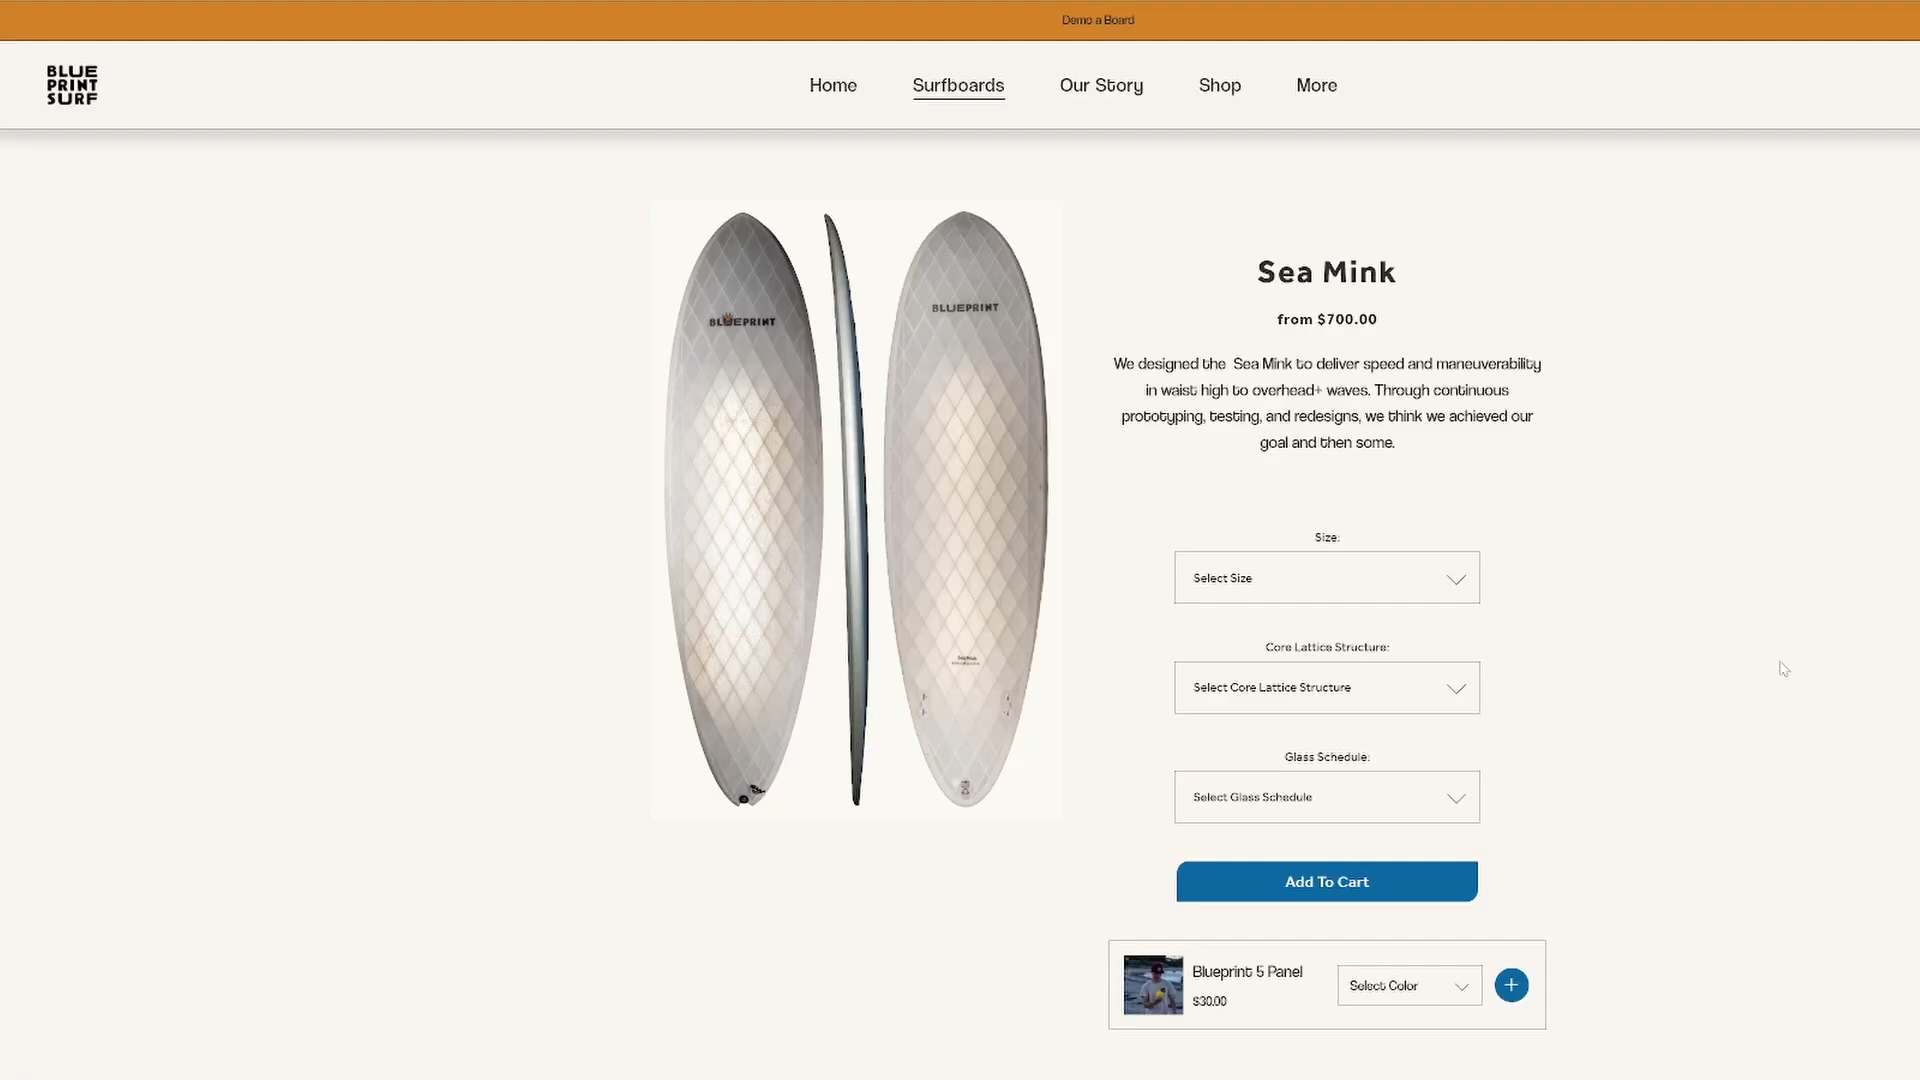 Demo a Board
BLUE
PRINT
SURF
Home
Surfboards
Our Story
Shop
More
BLUEPRINT
BLUEPRINT
Sea Mink
from $700.00
We designed the  Sea Mink to deliver speed and maneuverability
in waist high to overhead+ waves. Through continuous
prototyping, testing, and redesigns, we think we achieved our
goal and then some.
Size:
Select Size
Core Lattice Structure:
Select Core Lattice Structure
Glass Schedule:
Select Glass Schedule
Add To Cart
Blueprint 5 Panel
$30.00
Select Color